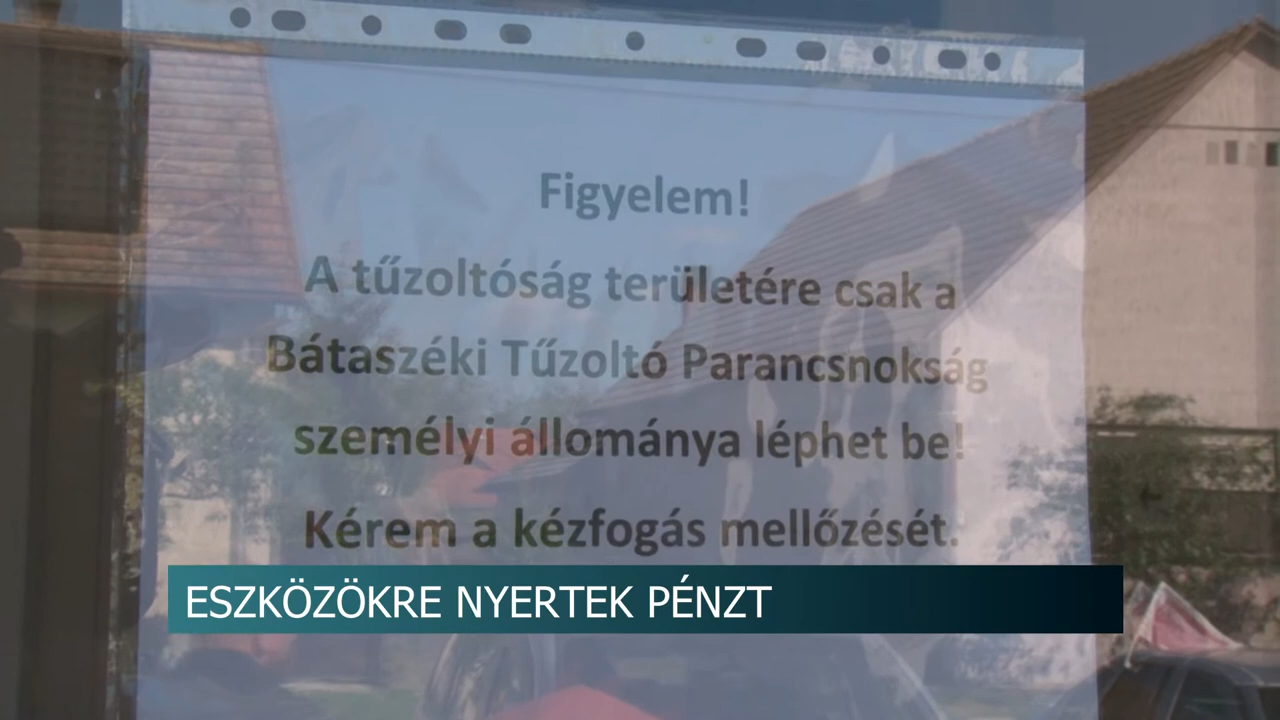 Figyelem!
A tűzoltóság területére csak a
Bátaszéki Tűzoltó Parancsnokság
személyi állománya léphet be!
Kérem a kézfogás mellőzését.
ESZKÖZÖKRE NYERTEK PÉNZT